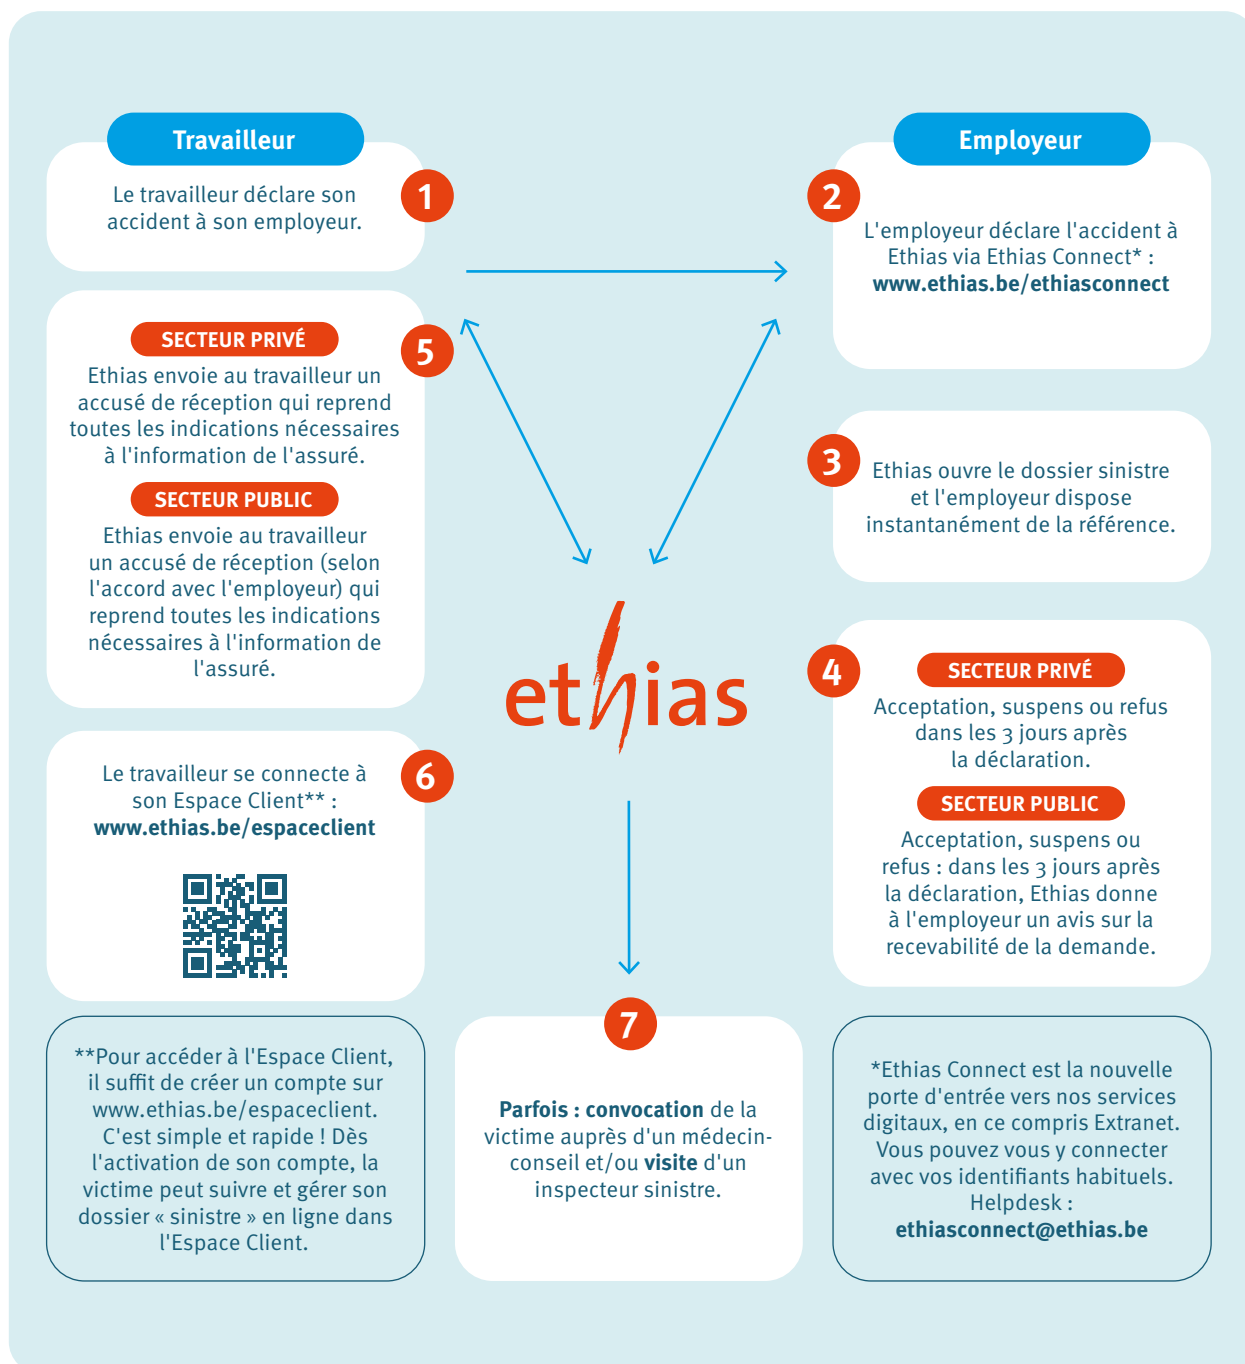 Travailleur
1
Le travailleur déclare son
accident à son employeur.
Employeur
2
L'employeur déclare l'accident à
Ethias via Ethias Connect* :
www.ethias.be/ethiasconnect
3
Ethias ouvre le dossier sinistre
et l'employeur dispose
instantanément de la référence.
4
SECTEUR PRIVÉ
Acceptation, suspens ou refus
dans les 3 jours après
la déclaration.
SECTEUR PUBLIC
Acceptation, suspens ou
refus : dans les 3 jours après
la déclaration, Ethias donne
à l'employeur un avis sur la
recevabilité de la demande.
5
SECTEUR PRIVÉ
Ethias envoie au travailleur un
accusé de réception qui reprend
toutes les indications nécessaires
à l'information de l'assuré.
SECTEUR PUBLIC
Ethias envoie au travailleur
un accusé de réception (selon
l'accord avec l'employeur) qui
reprend toutes les indications
nécessaires à l'information de
l'assuré.
ethias
6
Le travailleur se connecte à
son Espace Client** :
www.ethias.be/espaceclient
7
Parfois : convocation de la
victime auprès d'un médecin-
conseil et/ou visite d'un
inspecteur sinistre.
**Pour accéder à l'Espace Client,
il suffit de créer un compte sur
www.ethias.be/espaceclient.
C'est simple et rapide ! Dès
l'activation de son compte, la
victime peut suivre et gérer son
dossier « sinistre » en ligne dans
l'Espace Client.
*Ethias Connect est la nouvelle
porte d'entrée vers nos services
digitaux, en ce compris Extranet.
Vous pouvez vous y connecter
avec vos identifiants habituels.
Helpdesk :
ethiasconnect@ethias.be